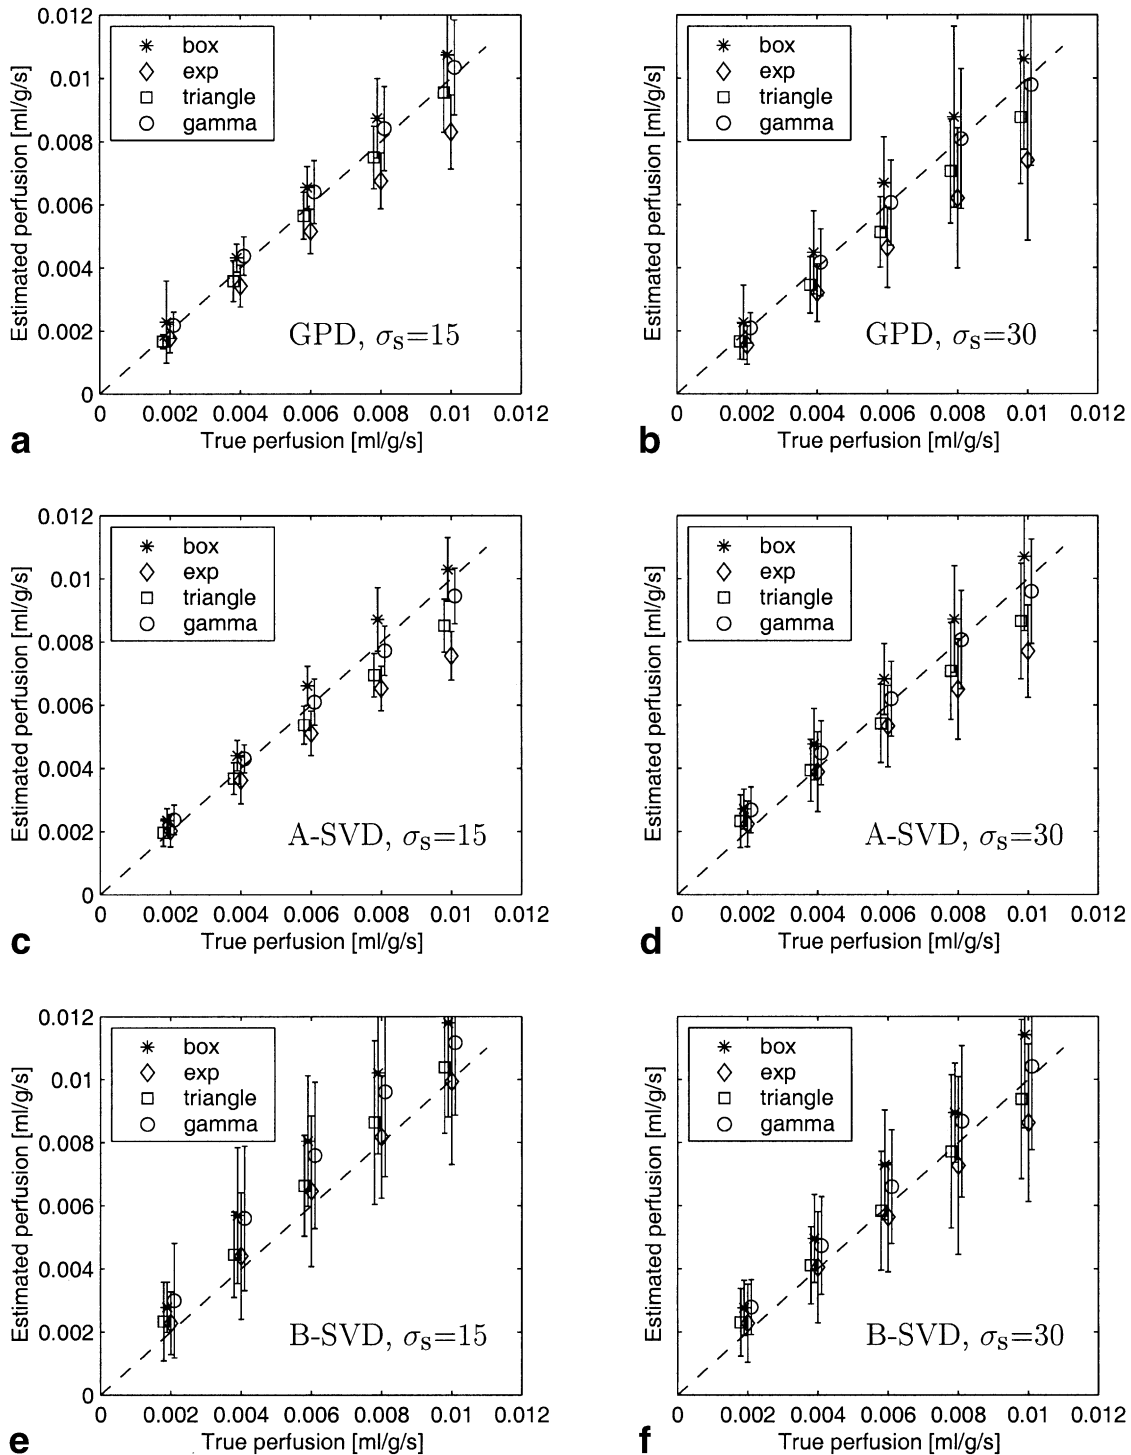 0.012
0.01
0.008
0.006
0.004
0.002
0
Estimated perfusion [ml/g/s]
box
exp
triangle
gamma
GPD, σs=15
0 0.002 0.004 0.006 0.008 0.01 0.012
True perfusion [ml/g/s]
a
Estimated perfusion [ml/g/s]
box
exp
triangle
gamma
GPD, σs=30
0 0.002 0.004 0.006 0.008 0.01 0.012
True perfusion [ml/g/s]
b
0.012
0.01
0.008
0.006
0.004
0.002
0
Estimated perfusion [ml/g/s]
box
exp
triangle
gamma
A-SVD, σs=15
0 0.002 0.004 0.006 0.008 0.01 0.012
True perfusion [ml/g/s]
c
Estimated perfusion [ml/g/s]
box
exp
triangle
gamma
A-SVD, σs=30
0 0.002 0.004 0.006 0.008 0.01 0.012
True perfusion [ml/g/s]
d
0.012
0.01
0.008
0.006
0.004
0.002
0
Estimated perfusion [ml/g/s]
box
exp
triangle
gamma
B-SVD, σs=15
0 0.002 0.004 0.006 0.008 0.01 0.012
True perfusion [ml/g/s]
e
Estimated perfusion [ml/g/s]
box
exp
triangle
gamma
B-SVD, σs=30
0 0.002 0.004 0.006 0.008 0.01 0.012
True perfusion [ml/g/s]
f